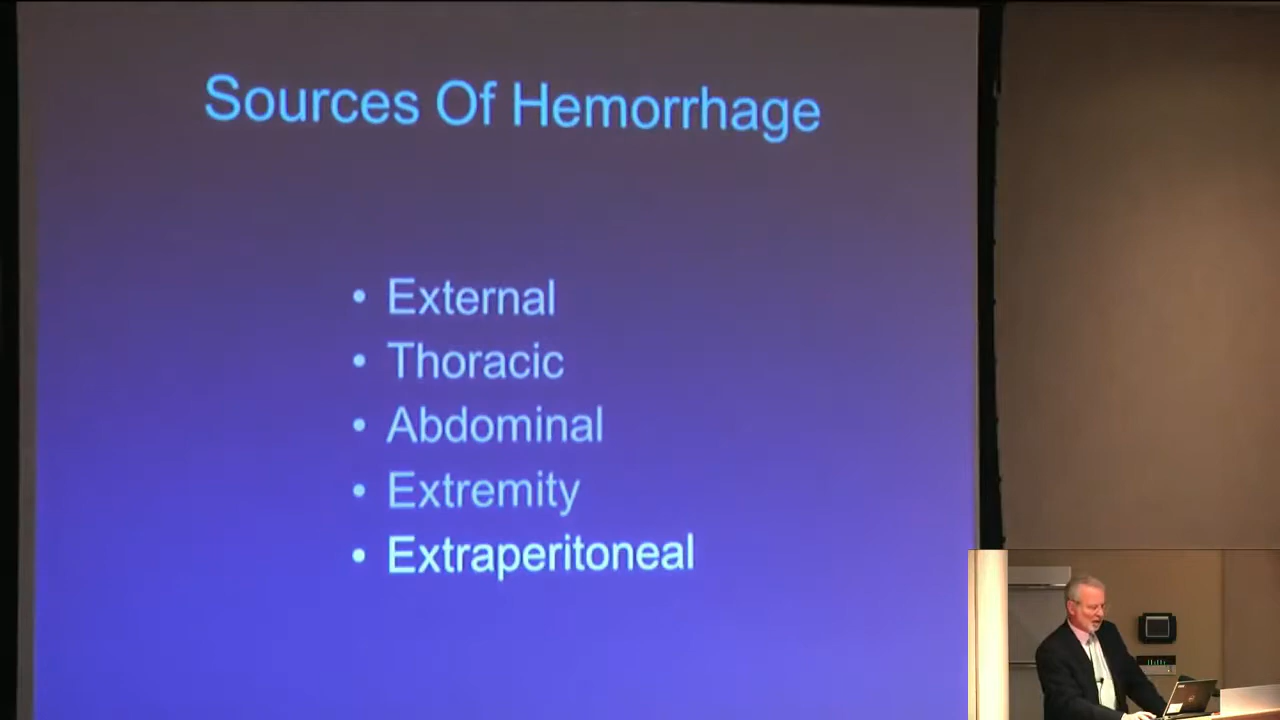 Sources Of Hemorrhage
• External
• Thoracic
• Abdominal
• Extremity
• Extraperitoneal